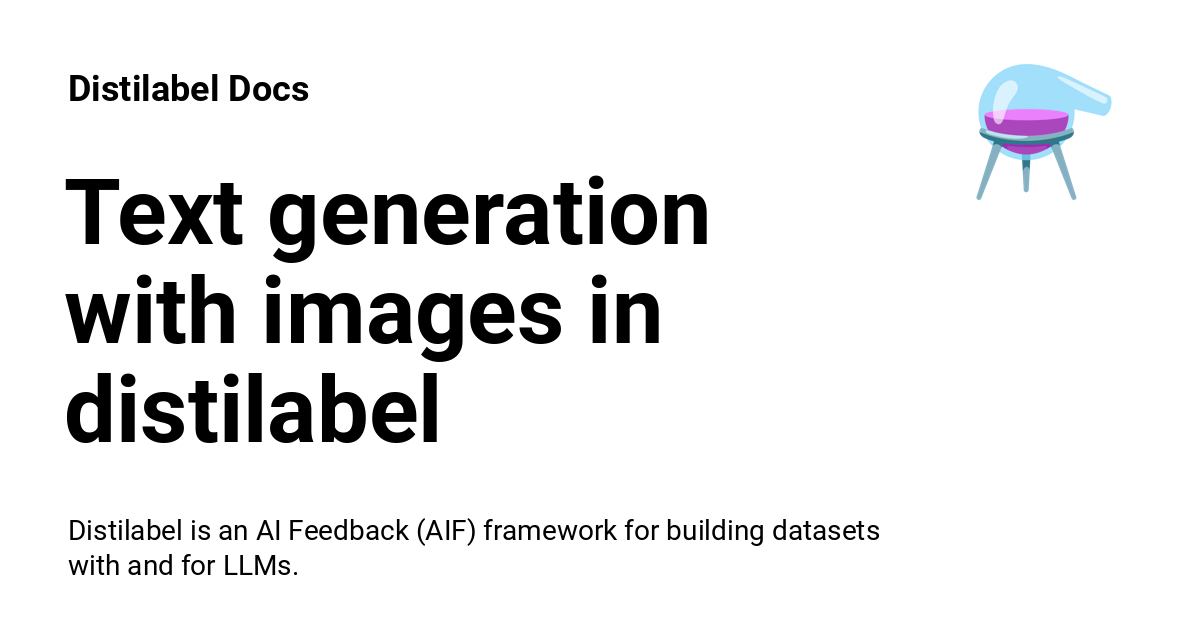 Distilabel Docs
Text generation
with images in
distilabel
Distilabel is an AI Feedback (AIF) framework for building datasets
with and for LLMs.